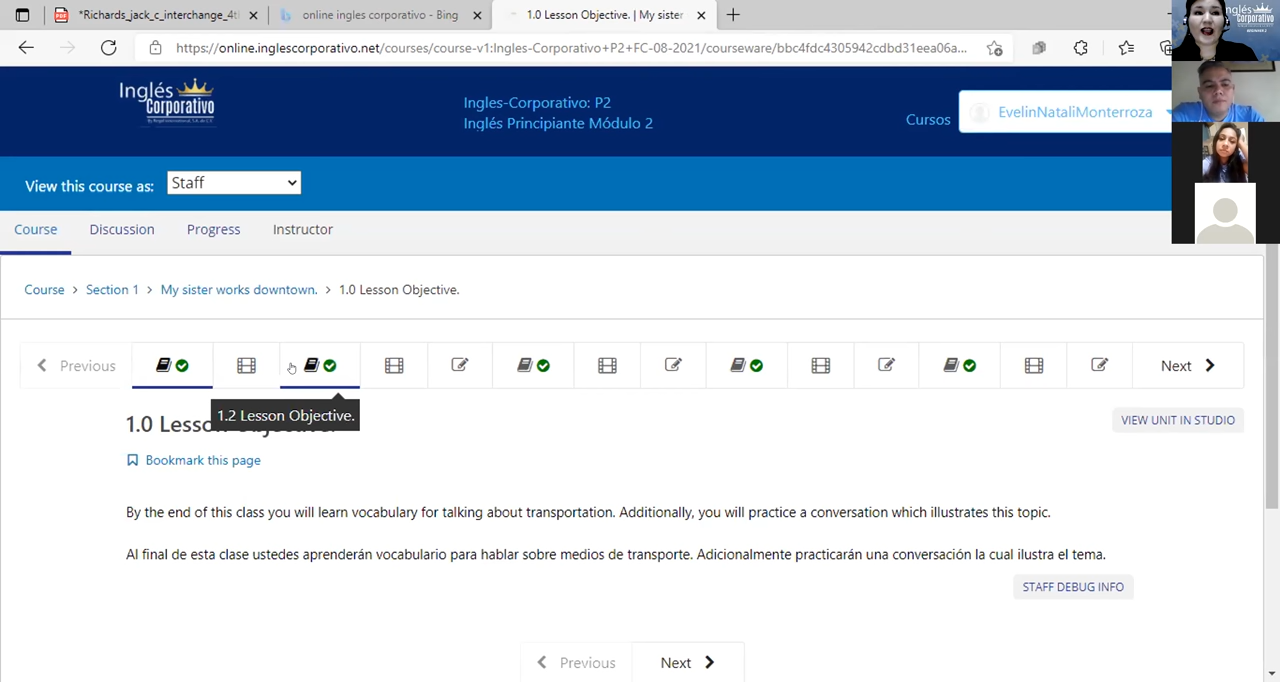 *Richards_jack_c_interchange_4tl
online ingles corporativo - Bing
1.0 Lesson Objective. | My sister
https://online.inglescorporativo.net/courses/course-v1:Ingles-Corporativo+P2+FC-08-2021/courseware/bbc4fdc4305942cdbd31eea06a...
Inglés
Corporativo
Ingles-Corporativo: P2
Inglés Principiante Módulo 2
Cursos
EvelinNataliMonterroza
View this course as:
Staff
Course
Discussion
Progress
Instructor
Course > Section 1 > My sister works downtown. > 1.0 Lesson Objective.
Previous
Next
1.2 Lesson Objective.
1.0 Lesson Objective.
VIEW UNIT IN STUDIO
Bookmark this page
By the end of this class you will learn vocabulary for talking about transportation. Additionally, you will practice a conversation which illustrates this topic.
Al final de esta clase ustedes aprenderán vocabulario para hablar sobre medios de transporte. Adicionalmente practicarán una conversación la cual ilustra el tema.
STAFF DEBUG INFO
Previous
Next